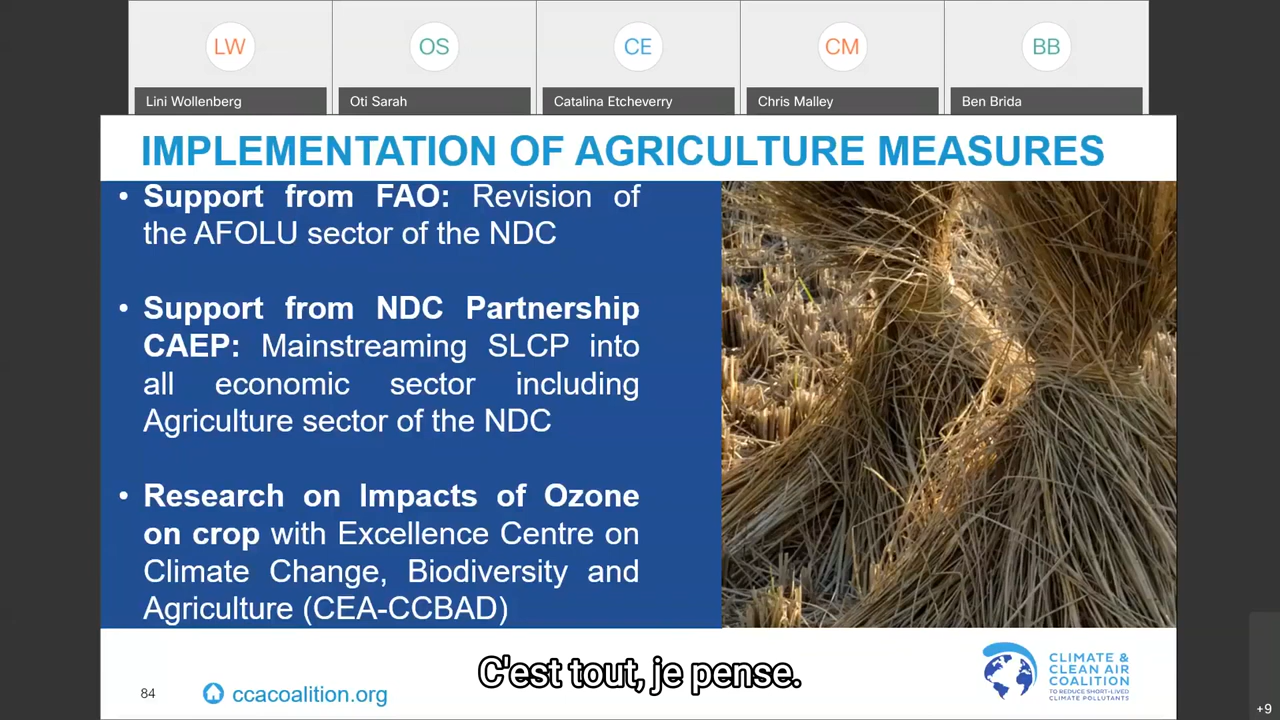 LW
OS
CE
CM
BB
Lini Wollenberg
Oti Sarah
Catalina Etcheverry
Chris Malley
Ben Brida
IMPLEMENTATION OF AGRICULTURE MEASURES
• Support from FAO: Revision of
the AFOLU sector of the NDC
• Support from NDC Partnership
CAEP: Mainstreaming SLCP into
all economic sector including
Agriculture sector of the NDC
• Research on Impacts of Ozone
on crop with Excellence Centre on
Climate Change, Biodiversity and
Agriculture (CEA-CCBAD)
C'est tout, je pense.
84
ccacoalition.org
CLIMATE &
CLEAN AIR
COALITION
TO REDUCE SHORT-LIVED
CLIMATE POLLUTANTS
+9